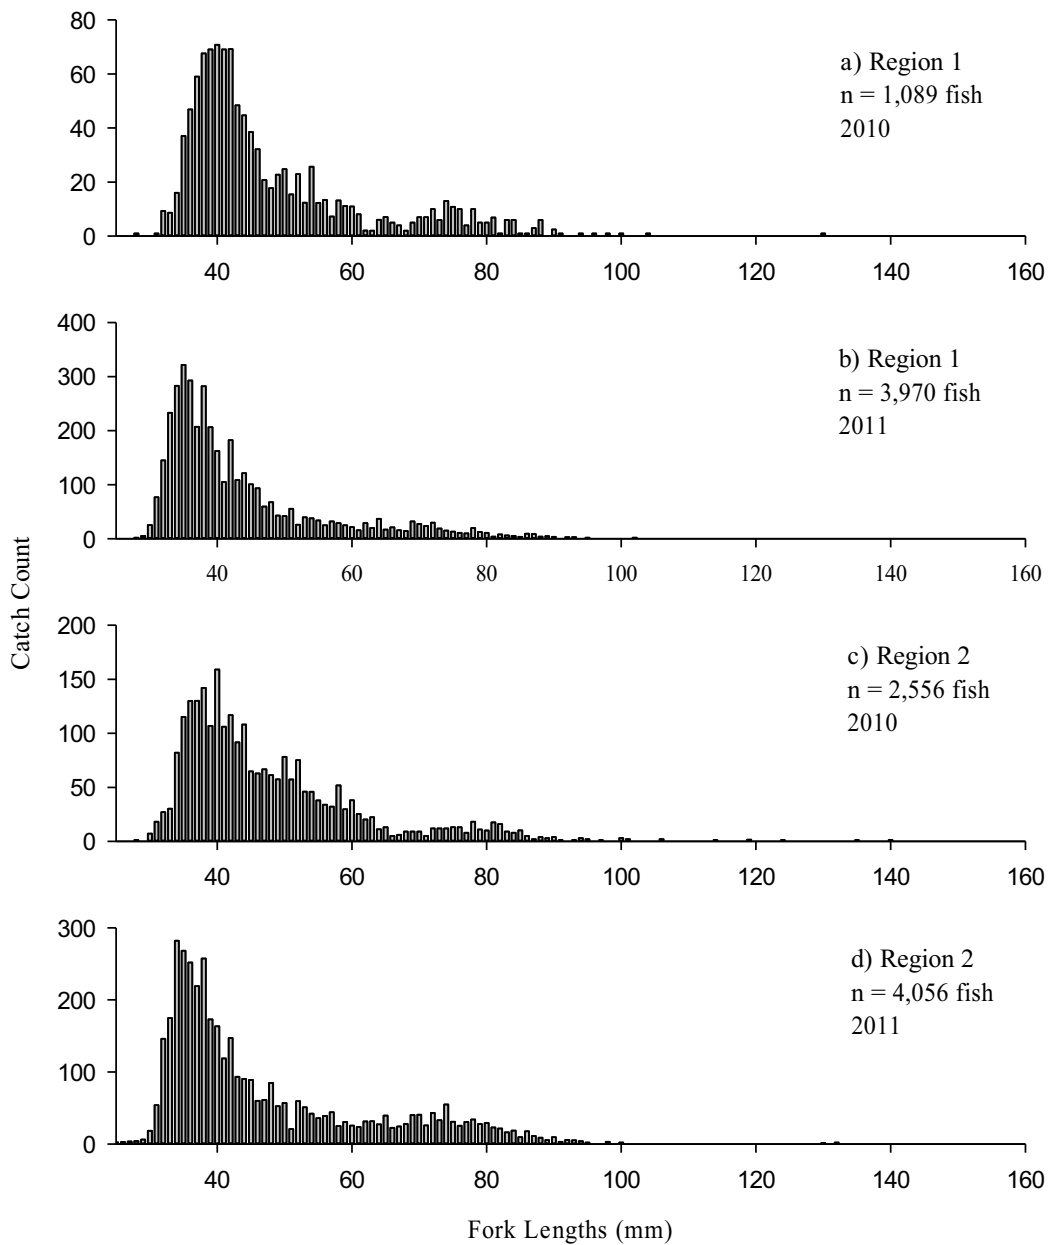 80
60
40
20
0
40 60 80 100 120 140 160
a) Region 1
n = 1,089 fish
2010
400
300
200
100
0
40 60 80 100 120 140 160
b) Region 1
n = 3,970 fish
2011
Catch Count
200
150
100
50
0
40 60 80 100 120 140 160
c) Region 2
n = 2,556 fish
2010
300
200
100
0
40 60 80 100 120 140 160
d) Region 2
n = 4,056 fish
2011
Fork Lengths (mm)